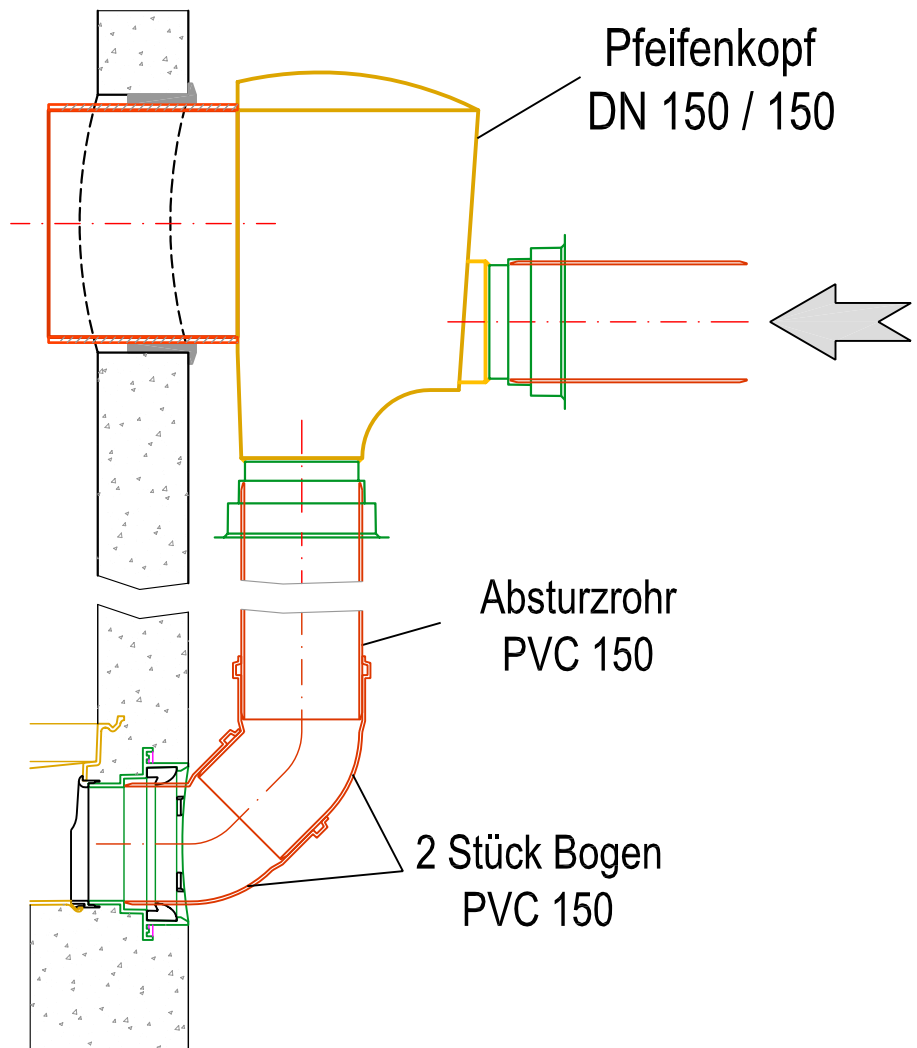 Pfeifenkopf
DN 150 / 150
Absturzrohr
PVC 150
2 Stück Bogen
PVC 150